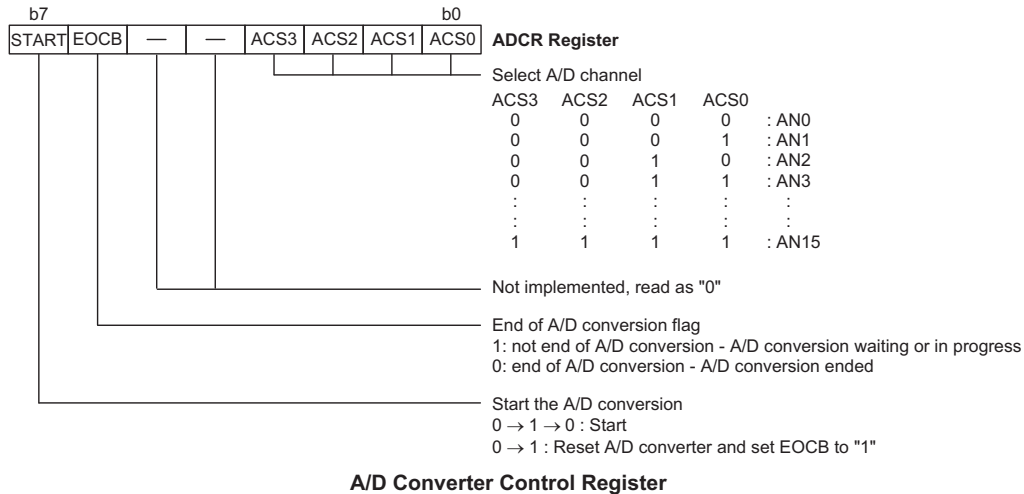 b7 b0
START EOCB — — ACS3 ACS2 ACS1 ACS0 ADCR Register
Select A/D channel
ACS3 ACS2 ACS1 ACS0
0 0 0 0 : AN0
0 0 0 1 : AN1
0 0 1 0 : AN2
0 0 1 1 : AN3
: : : : :
: : : : :
1 1 1 1 : AN15
Not implemented, read as "0"
End of A/D conversion flag
1: not end of A/D conversion - A/D conversion waiting or in progress
0: end of A/D conversion - A/D conversion ended
Start the A/D conversion
0 → 1 → 0 : Start
0 → 1 : Reset A/D converter and set EOCB to "1"
A/D Converter Control Register